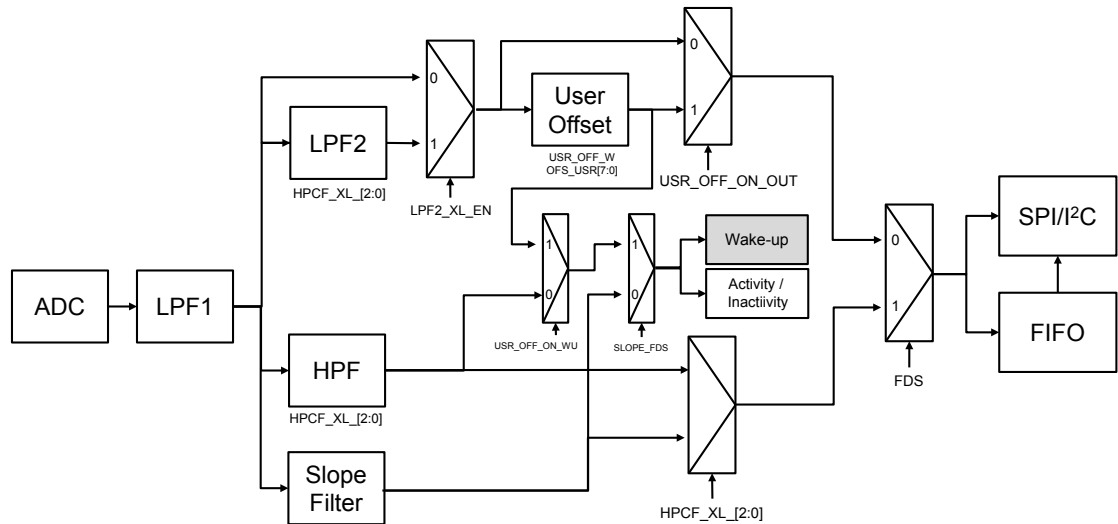 0
1
LPF2
HPCF_XL_[2:0]
LPF2_XL_EN
User
Offset
USR_OFF_W
OFS_USR[7:0]
0
1
USR_OFF_ON_OUT
ADC
LPF1
1
0
USR_OFF_ON_WU
1
0
SLOPE_FDS
Wake-up
Activity /
Inactiivity
HPF
HPCF_XL_[2:0]
Slope
Filter
HPCF_XL_[2:0]
0
1
FDS
SPI/I²C
FIFO